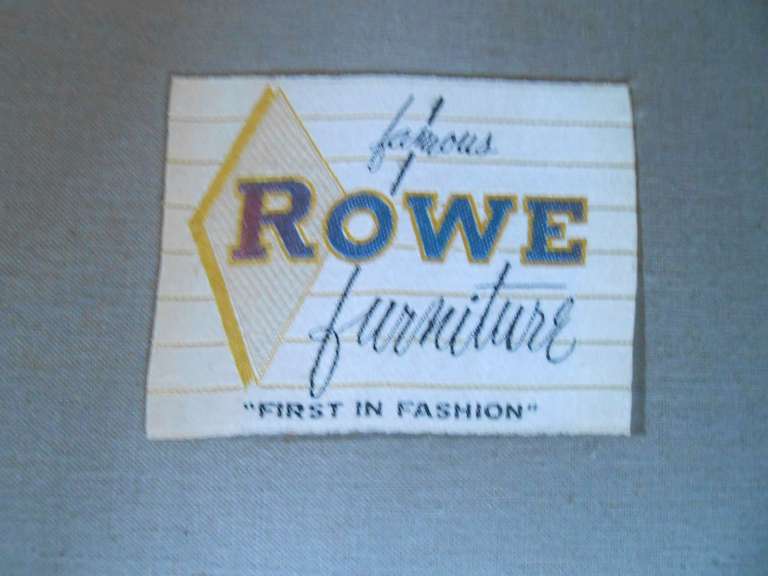 famous
ROWE
furniture
"FIRST IN FASHION"